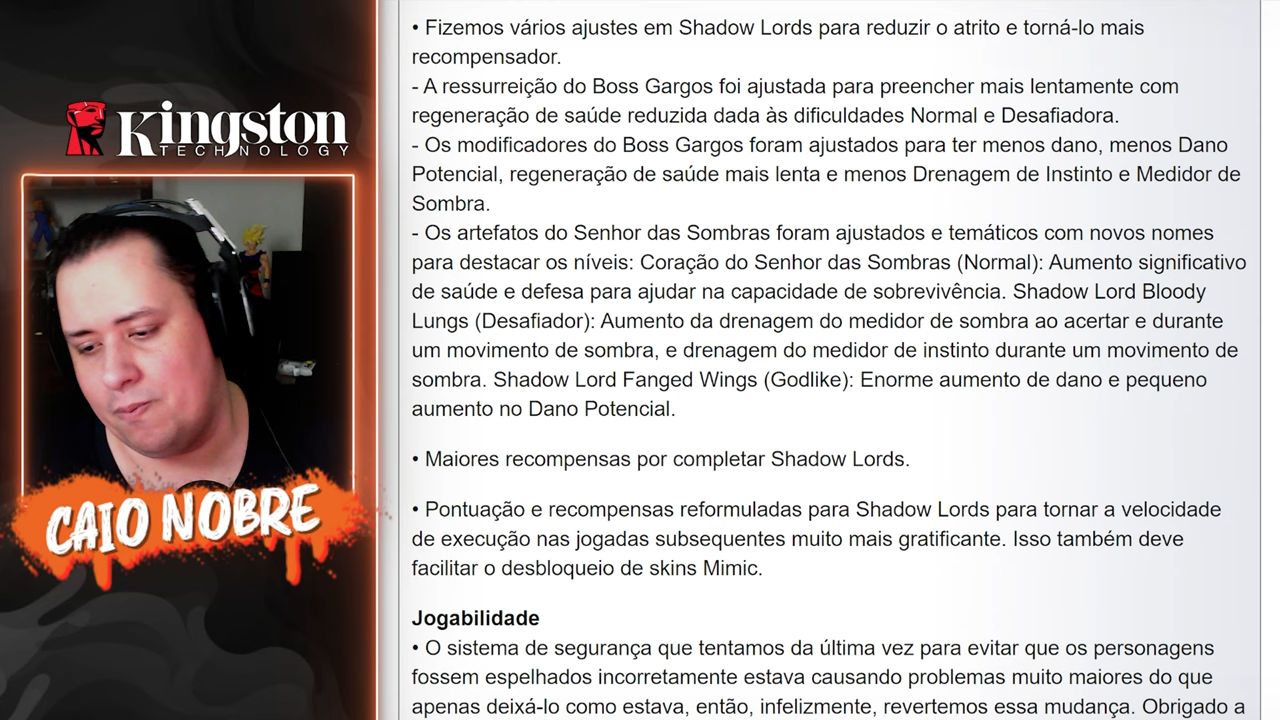 Kingston
TECHNOLOGY
CAIO NOBRE
• Fizemos vários ajustes em Shadow Lords para reduzir o atrito e torná-lo mais
recompensador.
- A ressurreição do Boss Gargos foi ajustada para preencher mais lentamente com
regeneração de saúde reduzida dada às dificuldades Normal e Desafiadora.
- Os modificadores do Boss Gargos foram ajustados para ter menos dano, menos Dano
Potencial, regeneração de saúde mais lenta e menos Drenagem de Instinto e Medidor de
Sombra.
- Os artefatos do Senhor das Sombras foram ajustados e temáticos com novos nomes
para destacar os níveis: Coração do Senhor das Sombras (Normal): Aumento significativo
de saúde e defesa para ajudar na capacidade de sobrevivência. Shadow Lord Bloody
Lungs (Desafiador): Aumento da drenagem do medidor de sombra ao acertar e durante
um movimento de sombra, e drenagem do medidor de instinto durante um movimento de
sombra. Shadow Lord Fanged Wings (Godlike): Enorme aumento de dano e pequeno
aumento no Dano Potencial.
• Maiores recompensas por completar Shadow Lords.
• Pontuação e recompensas reformuladas para Shadow Lords para tornar a velocidade
de execução nas jogadas subsequentes muito mais gratificante. Isso também deve
facilitar o desbloqueio de skins Mimic.
Jogabilidade
• O sistema de segurança que tentamos da última vez para evitar que os personagens
fossem espelhados incorretamente estava causando problemas muito maiores do que
apenas deixá-lo como estava, então, infelizmente, revertemos essa mudança. Obrigado a